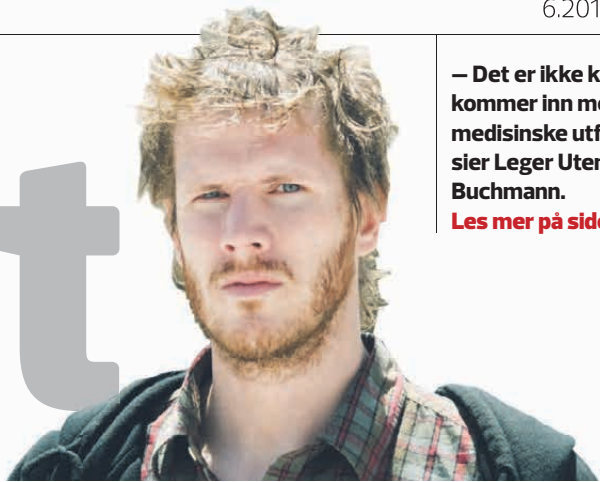 6.201
t
– Det er ikke k
kommer inn me
medisinske utf
sier Leger Uten
Buchmann.
Les mer på side